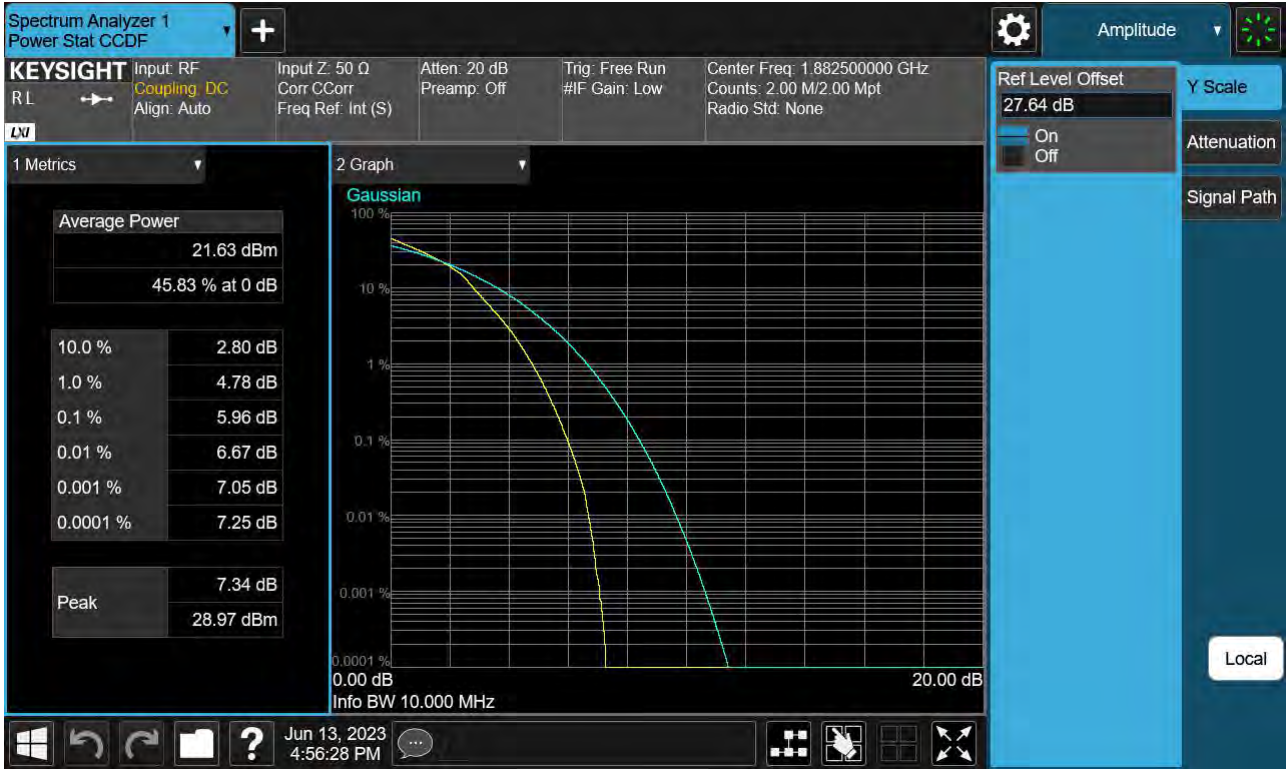 Spectrum Analyzer 1
Power Stat CCDF
+
Amplitude
KEYSIGHT
RL
LXI
Input: RF
Coupling: DC
Align: Auto
Input Z: 50 Ω
Corr CCorr
Freq Ref: Int (S)
Atten: 20 dB
Preamp: Off
Trig: Free Run
#IF Gain: Low
Center Freq: 1.882500000 GHz
Counts: 2.00 M/2.00 Mpt
Radio Std: None
Ref Level Offset
27.64 dB
On
Off
Y Scale
Attenuation
Signal Path
Local
1 Metrics
Average Power
21.63 dBm
45.83 % at 0 dB
10.0 % 2.80 dB
1.0 % 4.78 dB
0.1 % 5.96 dB
0.01 % 6.67 dB
0.001 % 7.05 dB
0.0001 % 7.25 dB
Peak
7.34 dB
28.97 dBm
2 Graph
Gaussian
100 %
10 %
1 %
0.1 %
0.01 %
0.001 %
0.0001 %
0.00 dB 20.00 dB
Info BW 10.000 MHz
?
Jun 13, 2023
4:56:28 PM